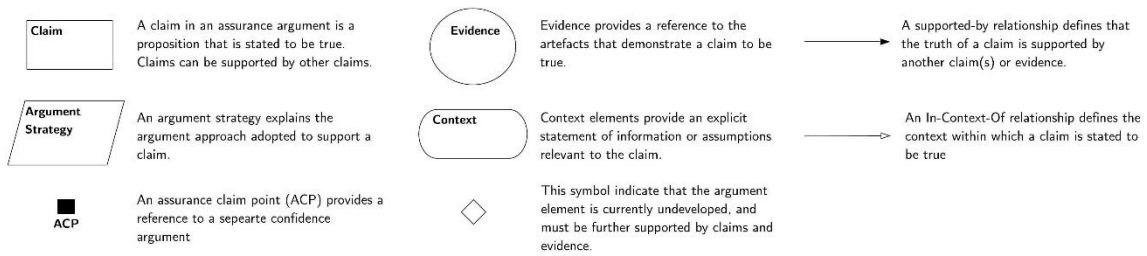 Claim
A claim in an assurance argument is a
proposition that is stated to be true.
Claims can be supported by other claims.
Evidence
Evidence provides a reference to the
artefacts that demonstrate a claim to be
true.
A supported-by relationship defines that
the truth of a claim is supported by
another claim(s) or evidence.
Argument
Strategy
An argument strategy explains the
argument approach adopted to support a
claim.
Context
Context elements provide an explicit
statement of information or assumptions
relevant to the claim.
An In-Context-Of relationship defines the
context within which a claim is stated to
be true
ACP
An assurance claim point (ACP) provides a
reference to a sepearte confidence
argument
This symbol indicate that the argument
element is currently undeveloped, and
must be further supported by claims and
evidence.